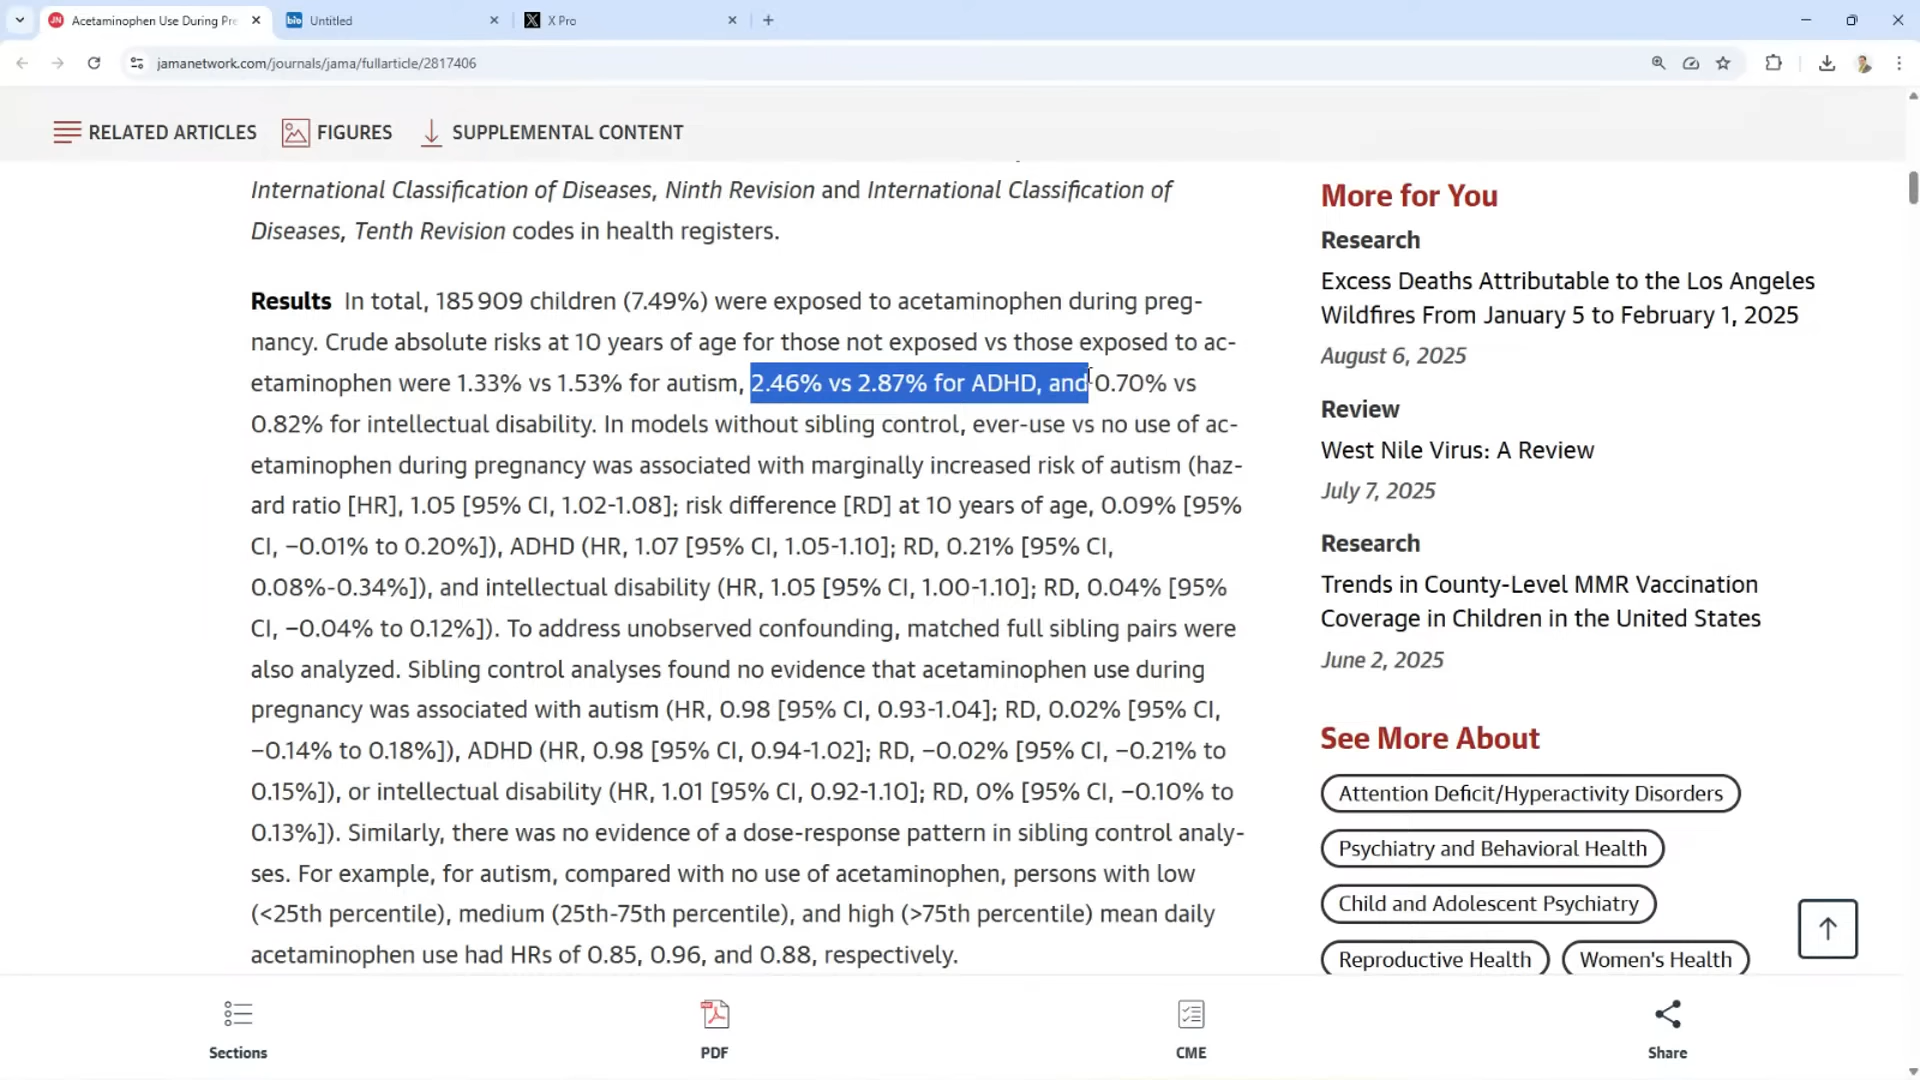 Acetaminophen Use During Pre
Untitled
X Pro
jamanetwork.com/journals/jama/fullarticle/2817406
RELATED ARTICLES
FIGURES
SUPPLEMENTAL CONTENT
International Classification of Diseases, Ninth Revision and International Classification of
Diseases, Tenth Revision codes in health registers.
Results In total, 185 909 children (7.49%) were exposed to acetaminophen during preg-
nancy. Crude absolute risks at 10 years of age for those not exposed vs those exposed to ac-
etaminophen were 1.33% vs 1.53% for autism, 2.46% vs 2.87% for ADHD, and 0.70% vs
0.82% for intellectual disability. In models without sibling control, ever-use vs no use of ac-
etaminophen during pregnancy was associated with marginally increased risk of autism (haz-
ard ratio [HR], 1.05 [95% CI, 1.02-1.08]; risk difference [RD] at 10 years of age, 0.09% [95%
CI, −0.01% to 0.20%]), ADHD (HR, 1.07 [95% CI, 1.05-1.10]; RD, 0.21% [95% CI,
0.08%-0.34%]), and intellectual disability (HR, 1.05 [95% CI, 1.00-1.10]; RD, 0.04% [95%
CI, −0.04% to 0.12%]). To address unobserved confounding, matched full sibling pairs were
also analyzed. Sibling control analyses found no evidence that acetaminophen use during
pregnancy was associated with autism (HR, 0.98 [95% CI, 0.93-1.04]; RD, 0.02% [95% CI,
−0.14% to 0.18%]), ADHD (HR, 0.98 [95% CI, 0.94-1.02]; RD, −0.02% [95% CI, −0.21% to
0.15%]), or intellectual disability (HR, 1.01 [95% CI, 0.92-1.10]; RD, 0% [95% CI, −0.10% to
0.13%]). Similarly, there was no evidence of a dose-response pattern in sibling control analy-
ses. For example, for autism, compared with no use of acetaminophen, persons with low
(<25th percentile), medium (25th-75th percentile), and high (>75th percentile) mean daily
acetaminophen use had HRs of 0.85, 0.96, and 0.88, respectively.
More for You
Research
Excess Deaths Attributable to the Los Angeles
Wildfires From January 5 to February 1, 2025
August 6, 2025
Review
West Nile Virus: A Review
July 7, 2025
Research
Trends in County-Level MMR Vaccination
Coverage in Children in the United States
June 2, 2025
See More About
Attention Deficit/Hyperactivity Disorders
Psychiatry and Behavioral Health
Child and Adolescent Psychiatry
Reproductive Health
Women's Health
Sections
PDF
CME
Share